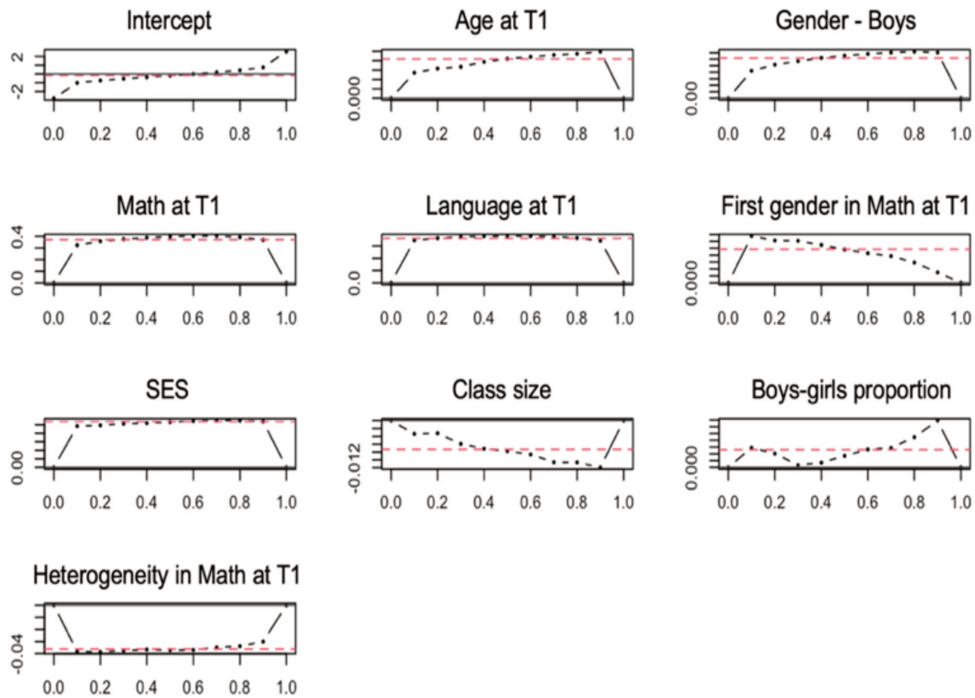 Intercept
2
-2
0.0 0.2 0.4 0.6 0.8 1.0
Age at T1
0.000
0.0 0.2 0.4 0.6 0.8 1.0
Gender - Boys
0.00
0.0 0.2 0.4 0.6 0.8 1.0
Math at T1
0.4
0.0
0.0 0.2 0.4 0.6 0.8 1.0
Language at T1
0.0
0.0 0.2 0.4 0.6 0.8 1.0
First gender in Math at T1
0.000
0.0 0.2 0.4 0.6 0.8 1.0
SES
0.00
0.0 0.2 0.4 0.6 0.8 1.0
Class size
-0.012
0.0 0.2 0.4 0.6 0.8 1.0
Boys-girls proportion
0.000
0.0 0.2 0.4 0.6 0.8 1.0
Heterogeneity in Math at T1
-0.04
0.0 0.2 0.4 0.6 0.8 1.0